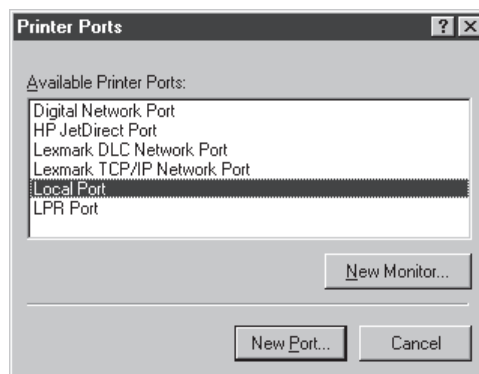 Printer Ports
Available Printer Ports:
Digital Network Port
HP JetDirect Port
Lexmark DLC Network Port
Lexmark TCP/IP Network Port
Local Port
LPR Port
New Monitor...
New Port...
Cancel